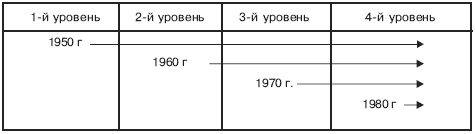 1-й уровень 2-й уровень 3-й уровень 4-й уровень
1950 г
1960 г
1970 г.
1980 г